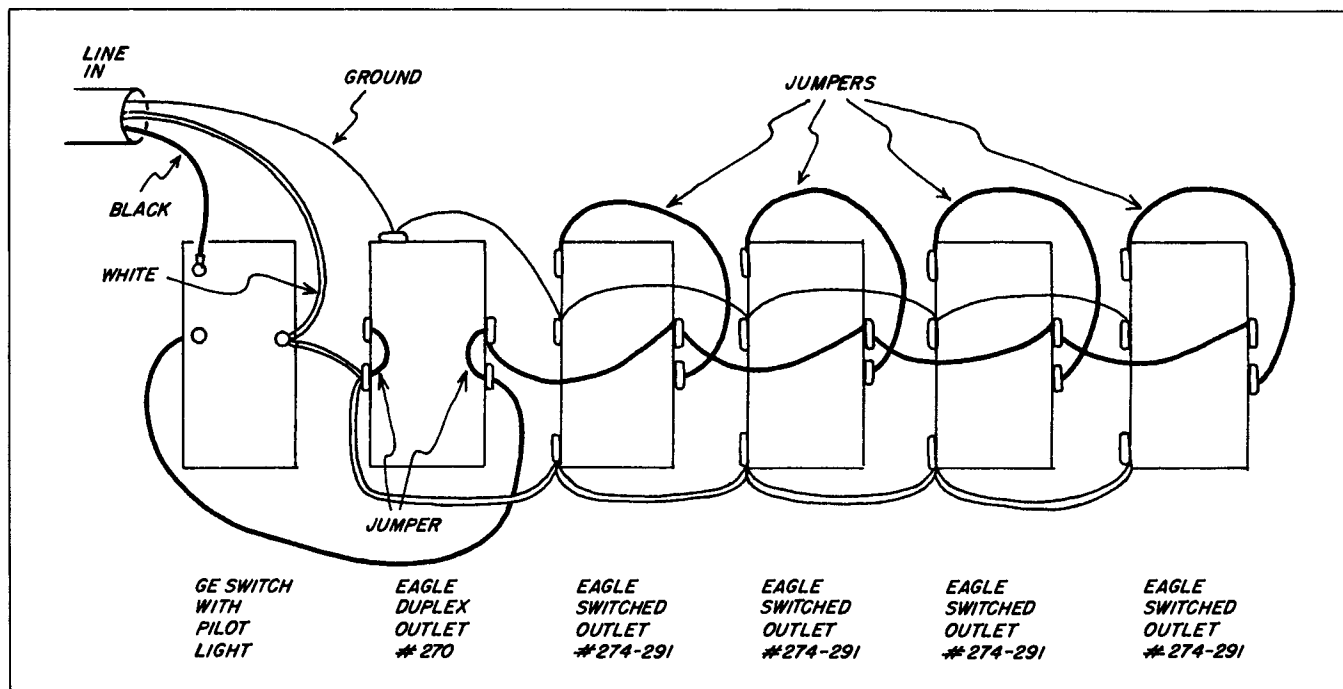 LINE
IN
GROUND
JUMPERS
BLACK
WHITE
JUMPER
GE SWITCH
WITH
PILOT
LIGHT
EAGLE
DUPLEX
OUTLET
#270
EAGLE
SWITCHED
OUTLET
#274-291
EAGLE
SWITCHED
OUTLET
#274-291
EAGLE
SWITCHED
OUTLET
#274-291
EAGLE
SWITCHED
OUTLET
#274-291